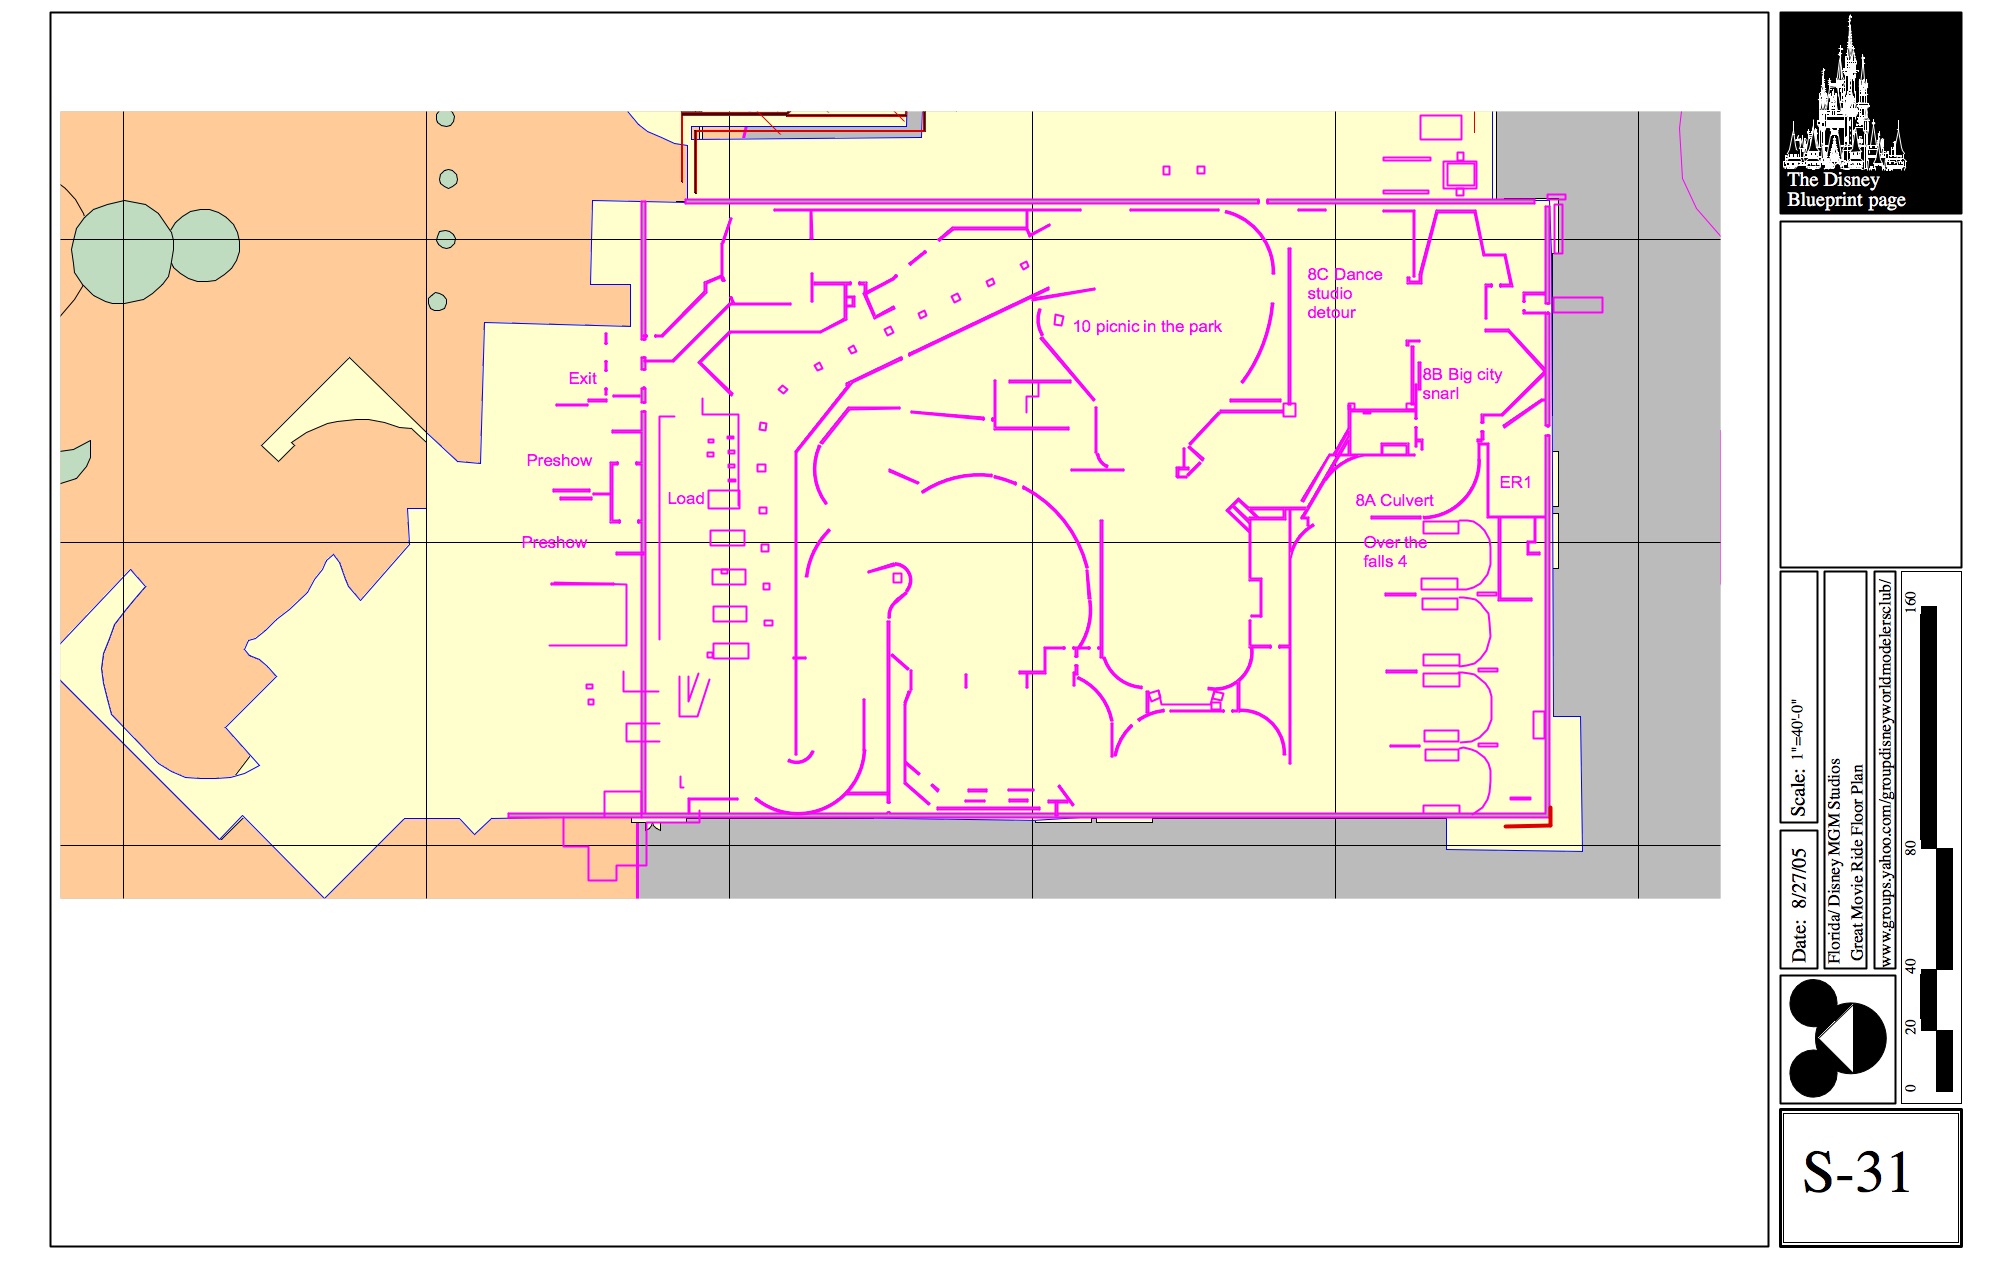 The Disney
Blueprint page
8C Dance
studio
detour
10 picnic in the park
Exit
8B Big city
snarl
Preshow
Load
ER1
8A Culvert
Preshow
Over the
falls 4
Scale: 1"=40'-0"
Date: 8/27/05
Florida/ Disney MGM Studios
Great Movie Ride Floor Plan
www.groups.yahoo.com/groupdisneyworldmodelersclub/
160
80
40
20
0
S-31